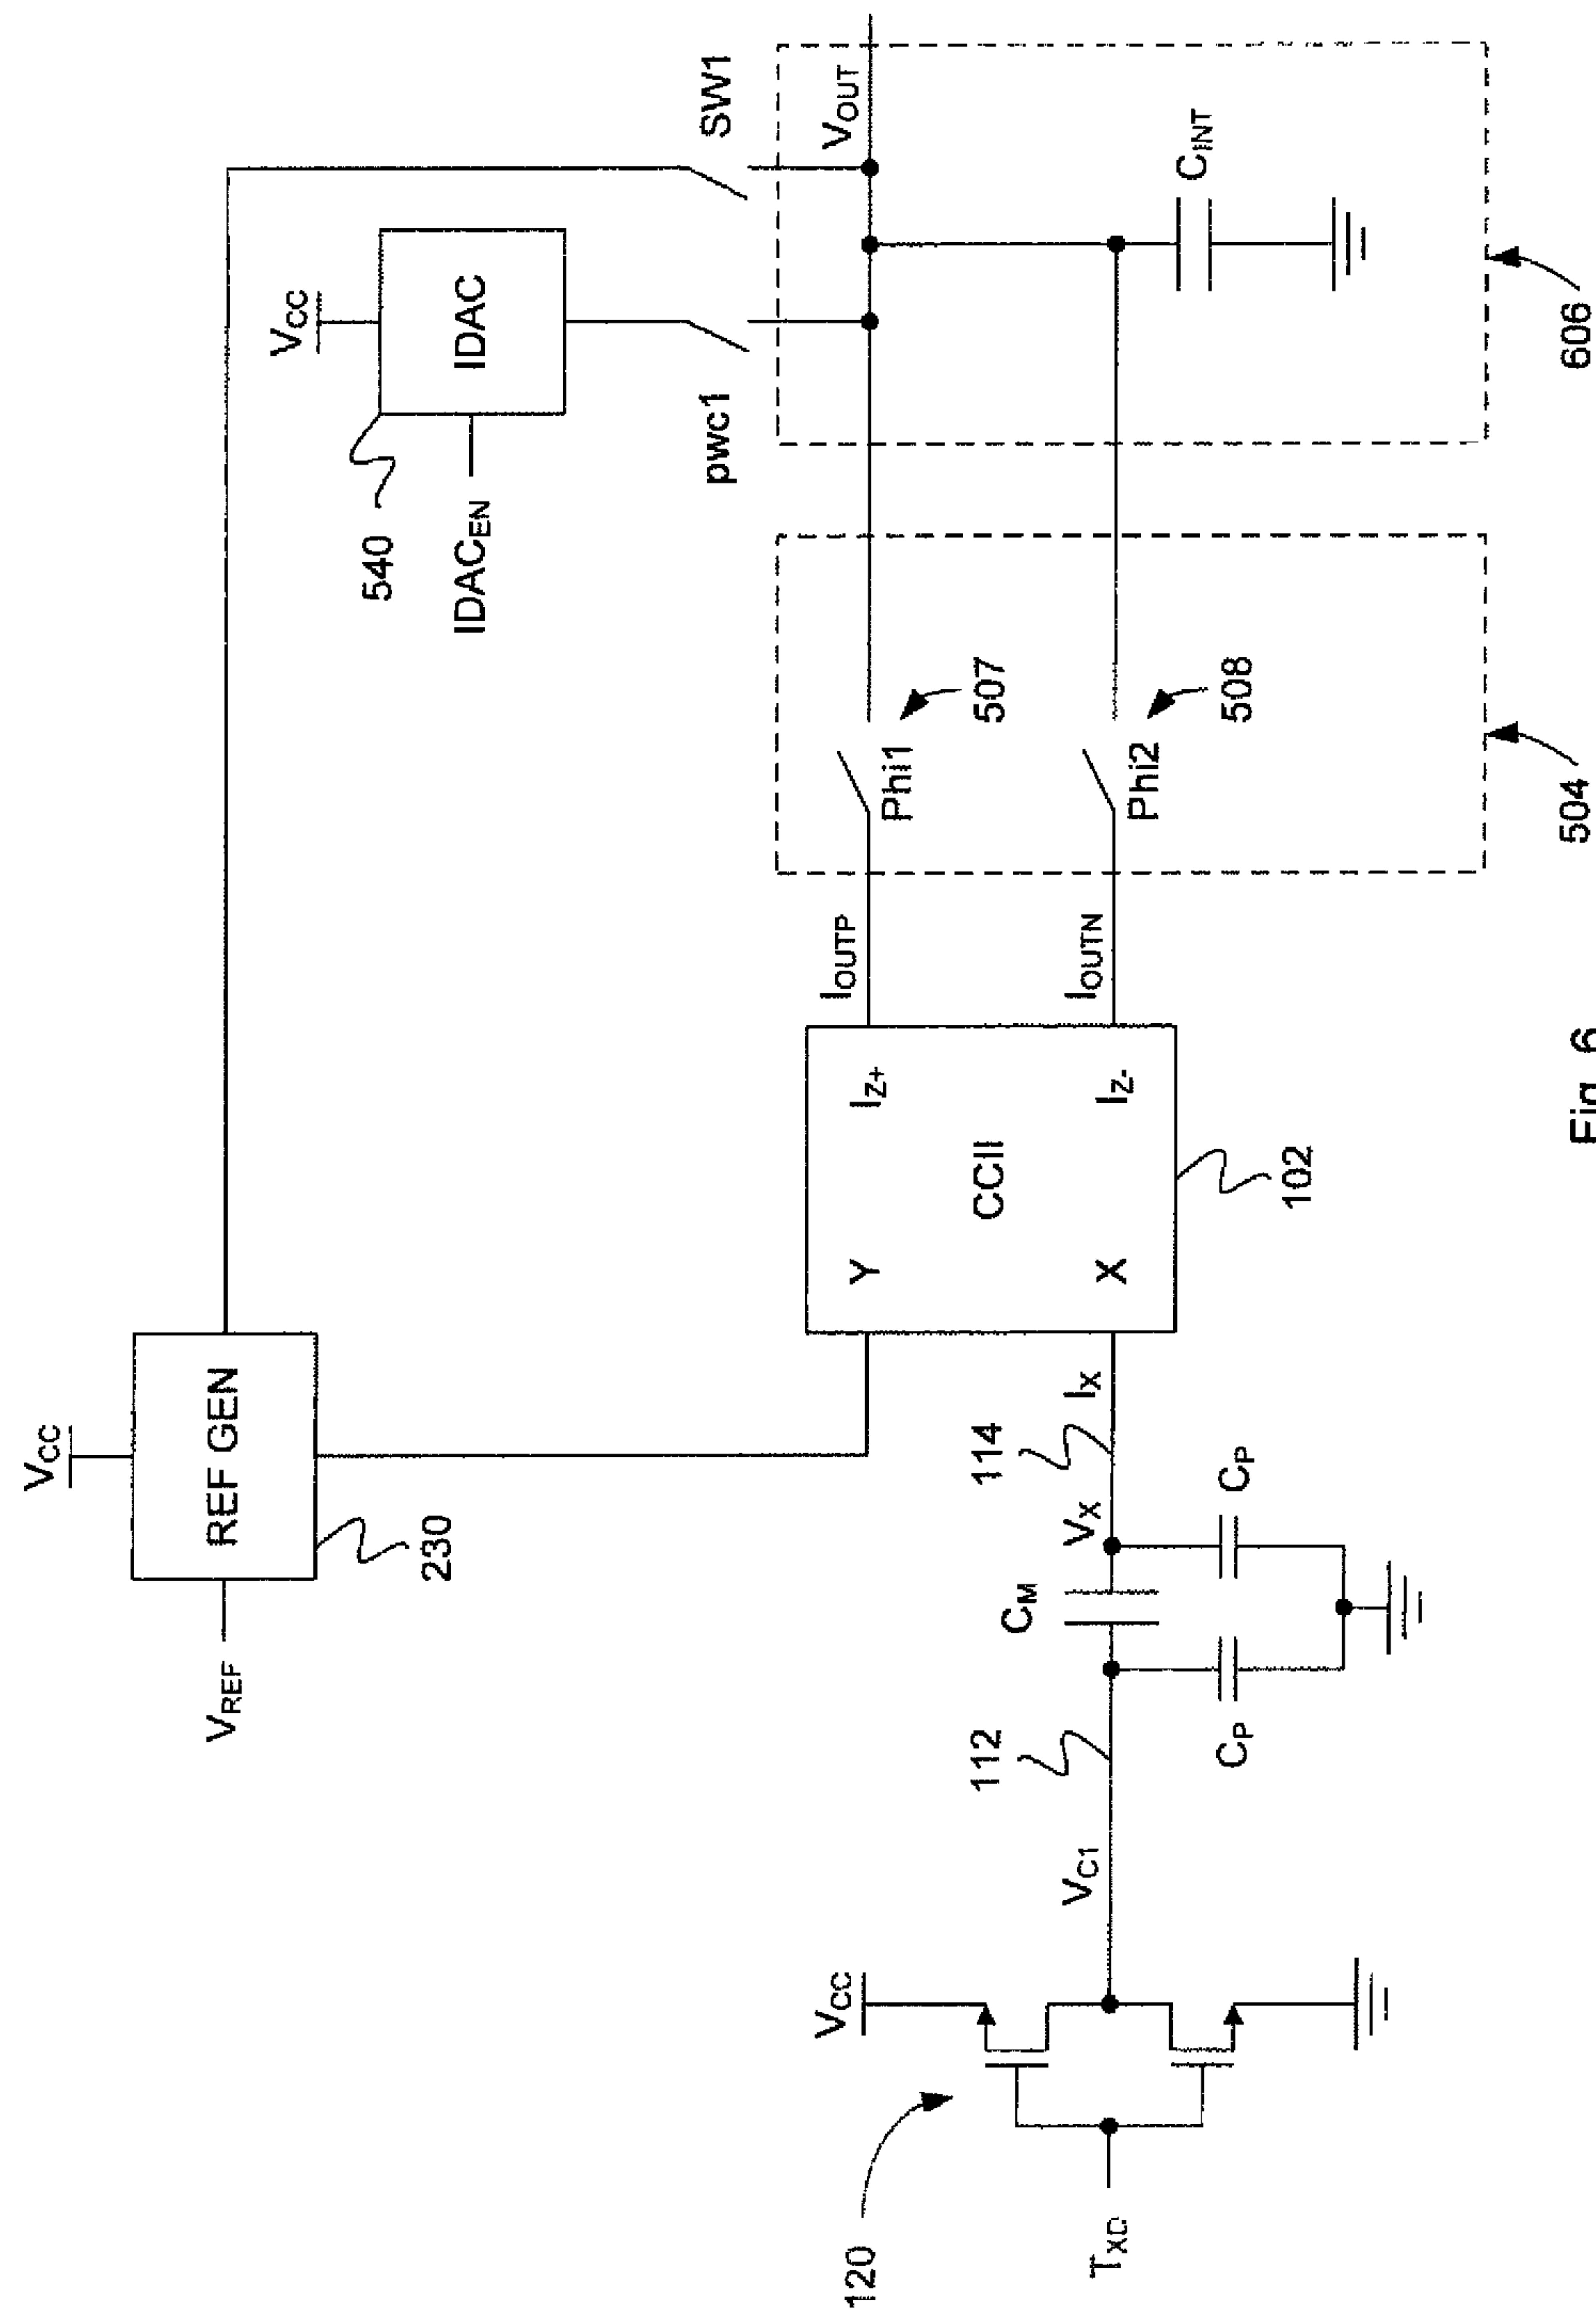 VCC
REF GEN
230
VREF
VCC
IDAC
540
IDACEN
SW1
pwc1
VOUT
CINT
606
Phi1
507
Phi2
508
504
IOUTP
IOUTN
Y
IZ+
CCII
X
IZ-
102
IX
114
VX
CM
CP
CP
112
VC1
VCC
120
TXD
Fig. 6